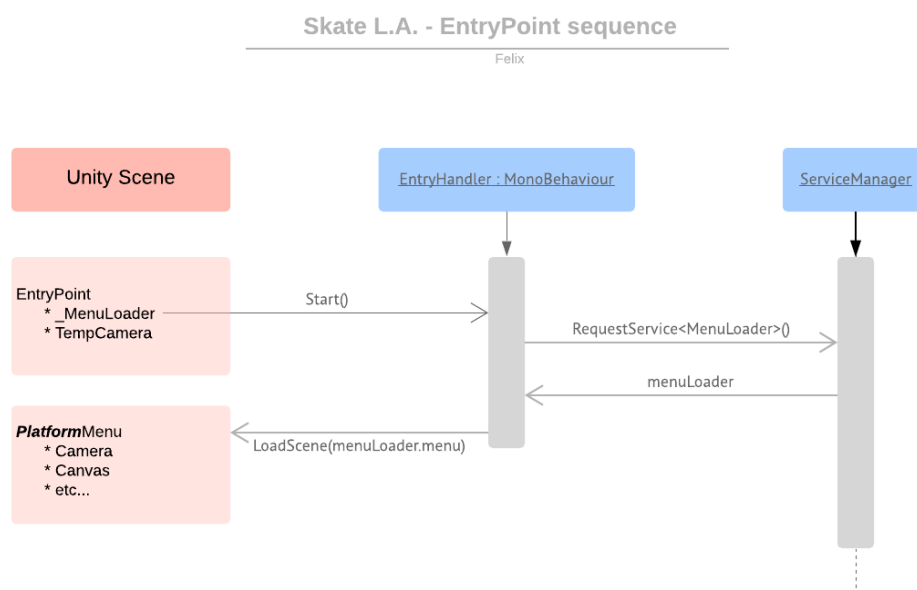 Skate L.A. - EntryPoint sequence
Felix
Unity Scene
EntryHandler : MonoBehaviour
ServiceManager
EntryPoint
* _MenuLoader
* TempCamera
Start()
RequestService<MenuLoader>()
menuLoader
PlatformMenu
* Camera
* Canvas
* etc...
LoadScene(menuLoader.menu)